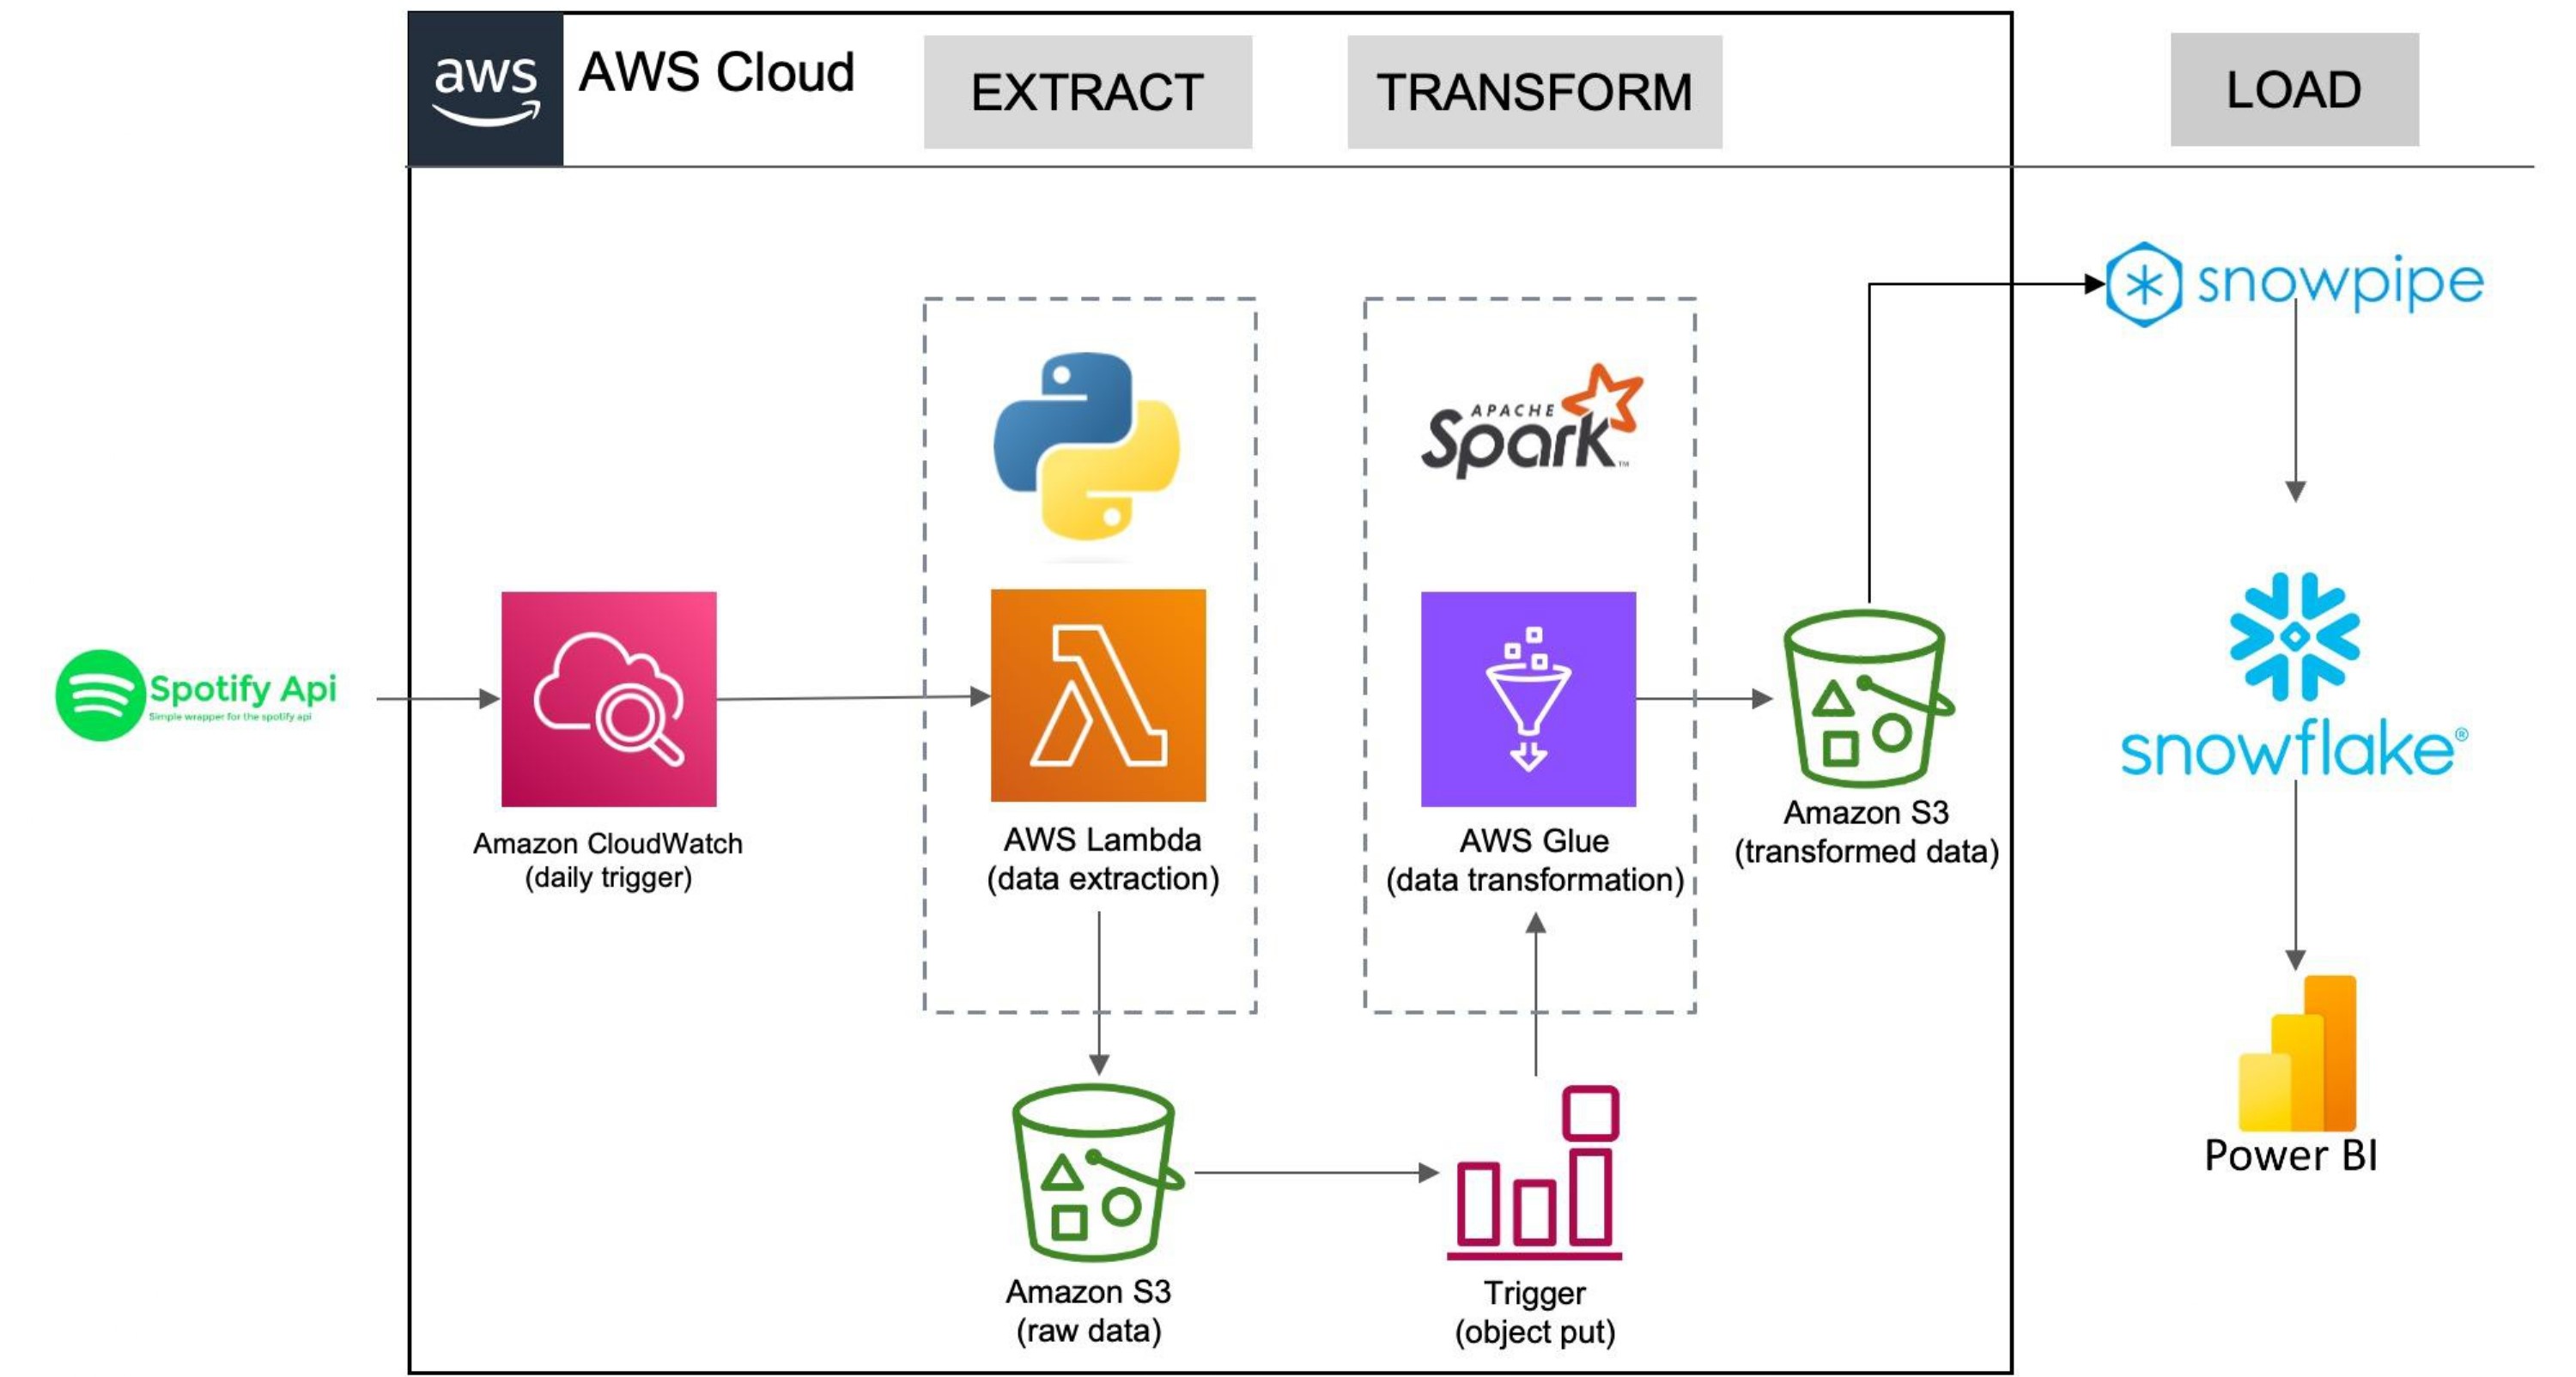 aws
AWS Cloud
EXTRACT
TRANSFORM
LOAD
snowpipe
APACHE
Spark™
Spotify Api
Simple wrapper for the spotify api
Amazon CloudWatch
(daily trigger)
AWS Lambda
(data extraction)
AWS Glue
(data transformation)
Amazon S3
(transformed data)
snowflake®
Amazon S3
(raw data)
Trigger
(object put)
Power BI